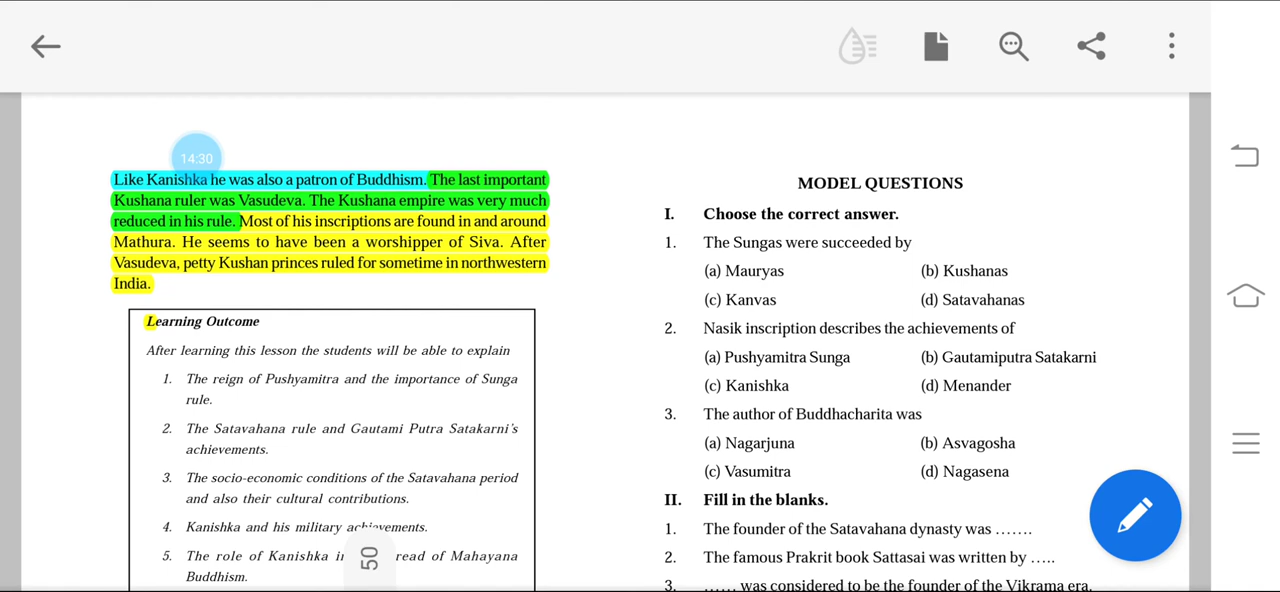 14:30
Like Kanishka he was also a patron of Buddhism. The last important
Kushana ruler was Vasudeva. The Kushana empire was very much
reduced in his rule. Most of his inscriptions are found in and around
Mathura. He seems to have been a worshipper of Siva. After
Vasudeva, petty Kushan princes ruled for sometime in northwestern
India.
Learning Outcome
After learning this lesson the students will be able to explain
1. The reign of Pushyamitra and the importance of Sunga
rule.
2. The Satavahana rule and Gautami Putra Satakarni's
achievements.
3. The socio-economic conditions of the Satavahana period
and also their cultural contributions.
4. Kanishka and his military achievements.
5. The role of Kanishka in read of Mahayana
Buddhism.
50
MODEL QUESTIONS
I. Choose the correct answer.
1. The Sungas were succeeded by
(a) Mauryas (b) Kushanas
(c) Kanvas (d) Satavahanas
2. Nasik inscription describes the achievements of
(a) Pushyamitra Sunga (b) Gautamiputra Satakarni
(c) Kanishka (d) Menander
3. The author of Buddhacharita was
(a) Nagarjuna (b) Asvagosha
(c) Vasumitra (d) Nagasena
II. Fill in the blanks.
1. The founder of the Satavahana dynasty was .......
2. The famous Prakrit book Sattasai was written by .....
3. ...... was considered to be the founder of the Vikrama era.